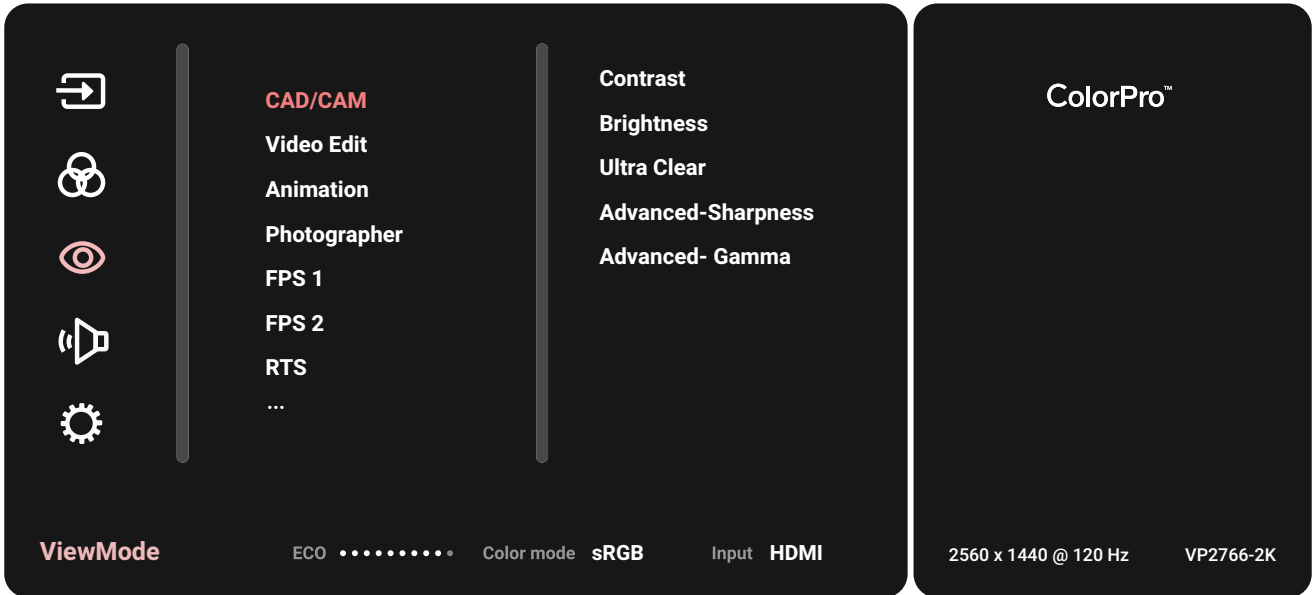 CAD/CAM
Video Edit
Animation
Photographer
FPS 1
FPS 2
RTS
...
Contrast
Brightness
Ultra Clear
Advanced-Sharpness
Advanced- Gamma
ColorPro™
ViewMode
ECO
Color mode sRGB
Input HDMI
2560 x 1440 @ 120 Hz
VP2766-2K